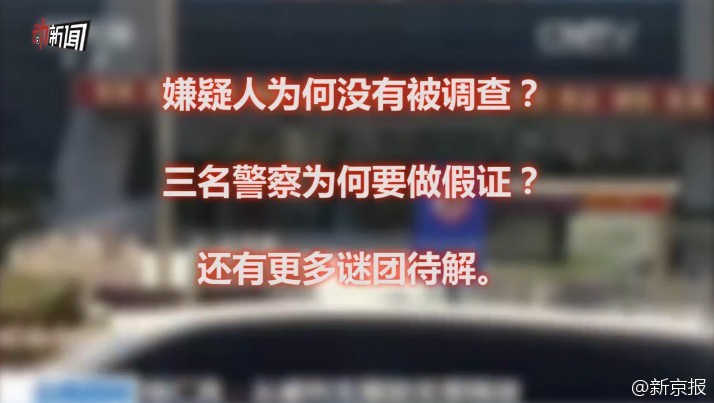 动新闻
嫌疑人为何没有被调查？
三名警察为何要做假证？
还有更多谜团待解。
@新京报